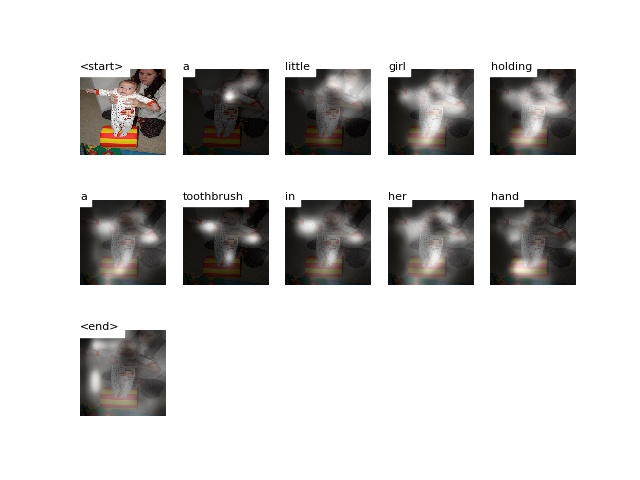 <start> a little girl holding
a toothbrush in her hand
<end>